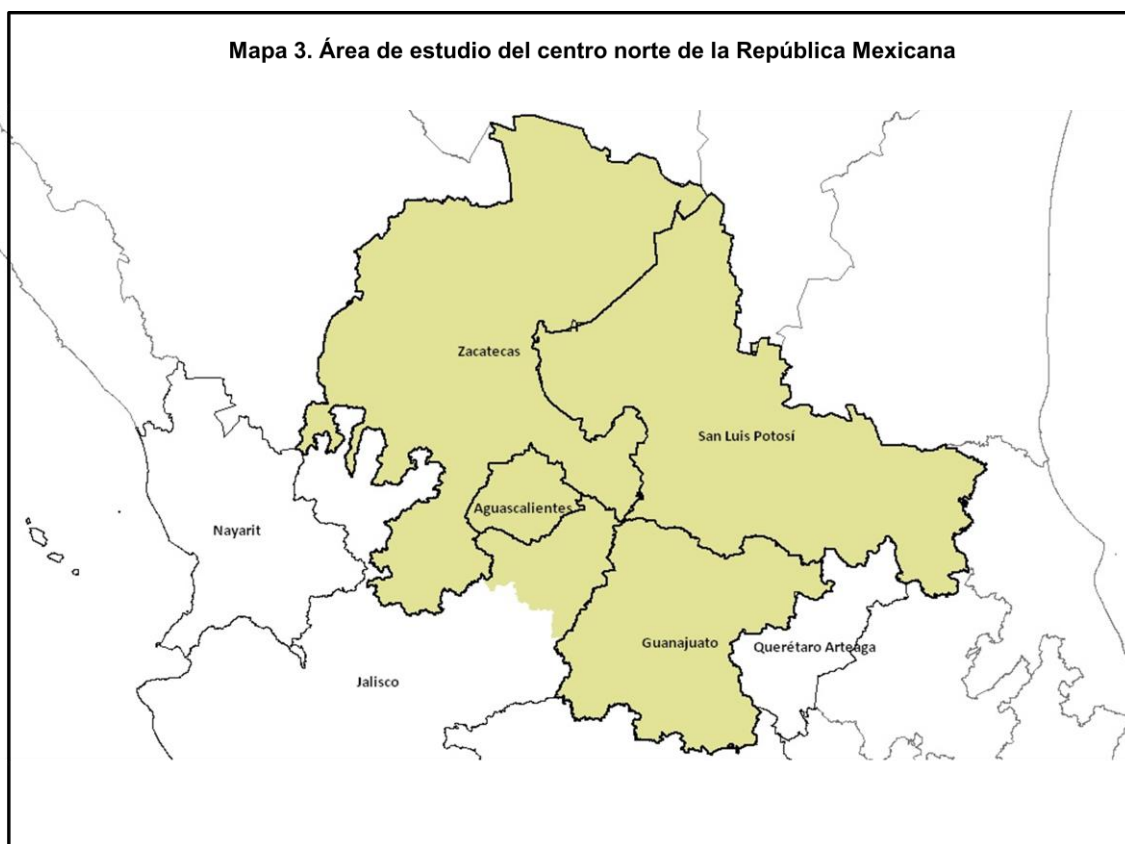 Mapa 3. Área de estudio del centro norte de la República Mexicana
Zacatecas
San Luis Potosí
Aguascalientes
Nayarit
Guanajuato
Querétaro Arteaga
Jalisco